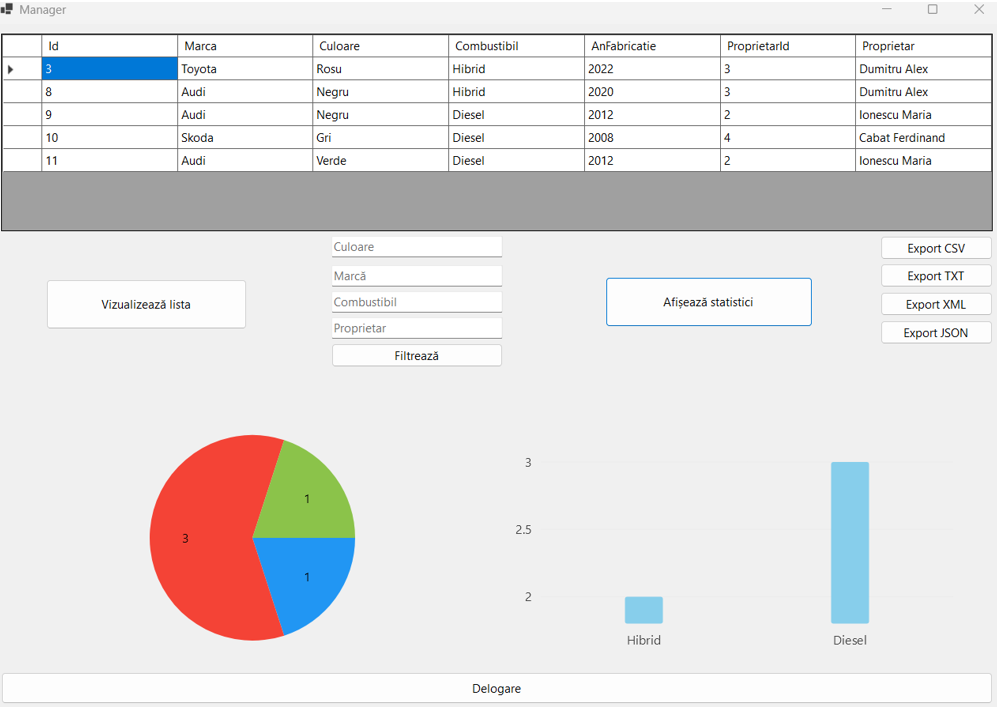 Manager
Id Marca Culoare Combustibil AnFabricatie ProprietarId Proprietar
3 Toyota Rosu Hibrid 2022 3 Dumitru Alex
8 Audi Negru Hibrid 2020 3 Dumitru Alex
9 Audi Negru Diesel 2012 2 Ionescu Maria
10 Skoda Gri Diesel 2008 4 Cabat Ferdinand
11 Audi Verde Diesel 2012 2 Ionescu Maria
Vizualizează lista
Culoare
Marcă
Combustibil
Proprietar
Filtrează
Afișează statistici
Export CSV
Export TXT
Export XML
Export JSON
3
1
1
3
2.5
2
Hibrid Diesel
Delogare